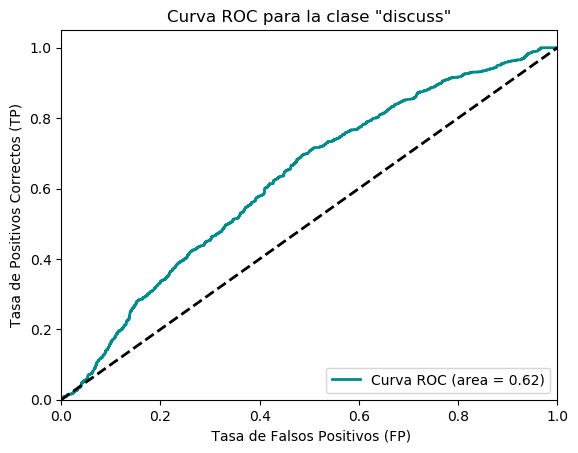 Curva ROC para la clase "discuss"
Tasa de Positivos Correctos (TP)
1.0
0.8
0.6
0.4
0.2
0.0
0.0 0.2 0.4 0.6 0.8 1.0
Curva ROC (area = 0.62)
Tasa de Falsos Positivos (FP)